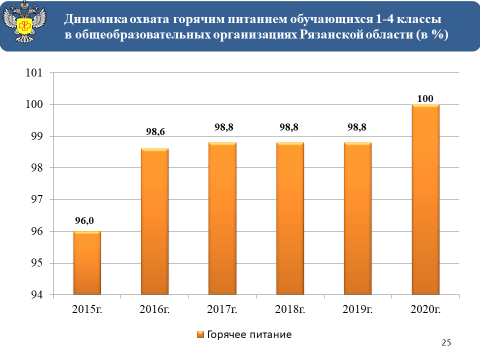 Динамика охвата горячим питанием обучающихся 1-4 классы
в общеобразовательных организациях Рязанской области (в %)
101
100
99
98
97
96
95
94
96,0
98,6
98,8
98,8
98,8
100
2015г.
2016г.
2017г.
2018г.
2019г.
2020г.
Горячее питание
25